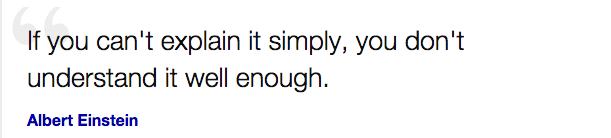 If you can't explain it simply, you don't
understand it well enough.
Albert Einstein